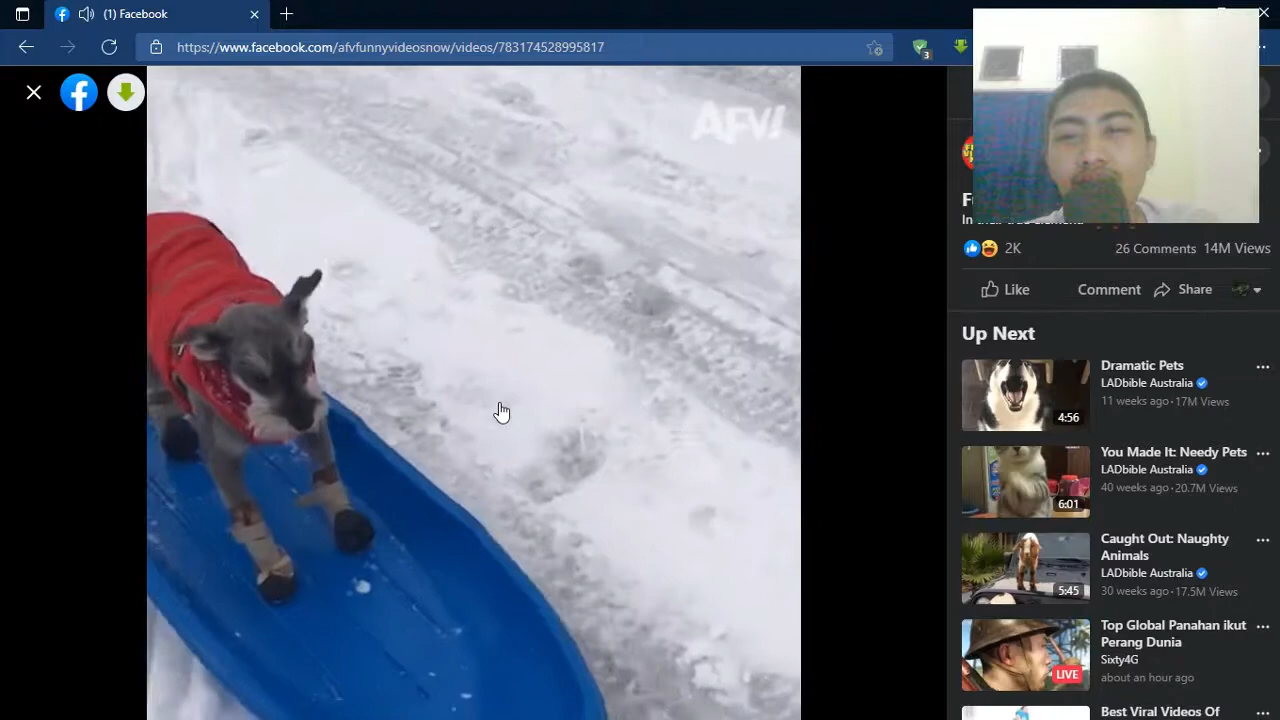 (1) Facebook
https://www.facebook.com/afvfunnyvideosnow/videos/783174528995817
3
AFV!
2K
26 Comments
14M Views
Like
Comment
Share
Up Next
Dramatic Pets
LADbible Australia
11 weeks ago · 17M Views
4:56
You Made It: Needy Pets
LADbible Australia
40 weeks ago · 20.7M Views
6:01
Caught Out: Naughty
Animals
LADbible Australia
30 weeks ago · 17.5M Views
5:45
Top Global Panahan ikut
Perang Dunia
Sixty4G
about an hour ago
LIVE
Best Viral Videos Of